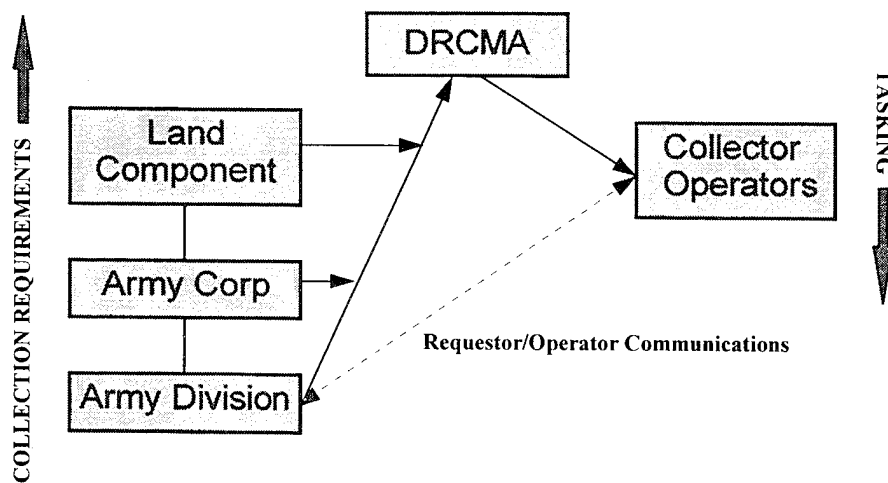 DRCMA
COLLECTION REQUIREMENTS
Land
Component
Army Corp
Army Division
Collector
Operators
TASKING
Requestor/Operator Communications